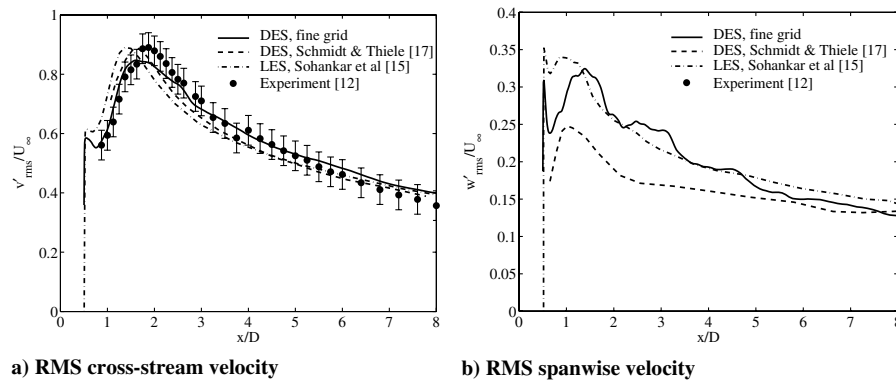 a)
1
0.8
0.6
0.4
0.2
0
v'rms/U∞
0 1 2 3 4 5 6 7 8
x/D
DES, fine grid
DES, Schmidt & Thiele [17]
LES, Sohankar et al [15]
Experiment [12]
a) RMS cross-stream velocity
b)
0.4
0.35
0.3
0.25
0.2
0.15
0.1
0.05
0
w'rms/U∞
0 1 2 3 4 5 6 7 8
x/D
DES, fine grid
DES, Schmidt & Thiele [17]
LES, Sohankar et al [15]
Experiment [12]
b) RMS spanwise velocity